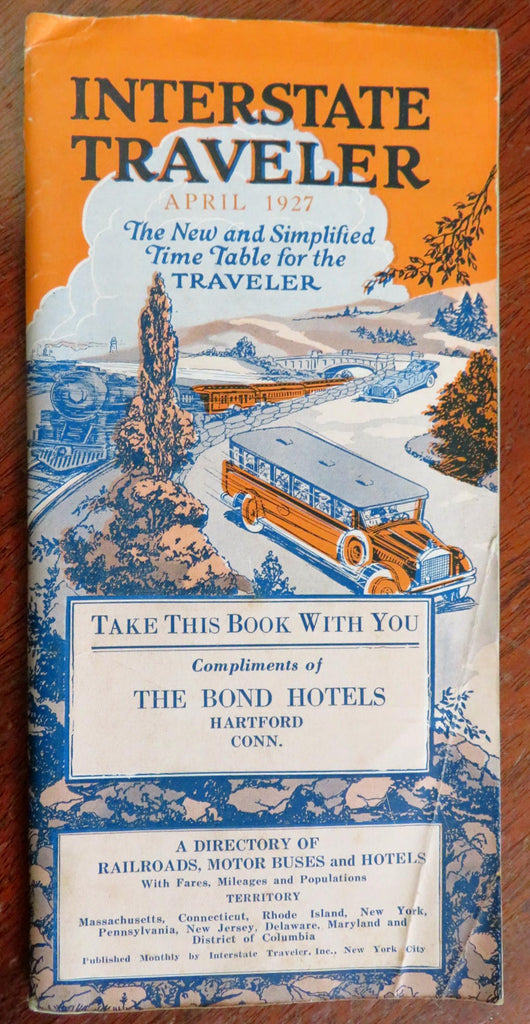 INTERSTATE
TRAVELER
APRIL 1927
The New and Simplified
Time Table for the
TRAVELER
TAKE THIS BOOK WITH YOU
Compliments of
THE BOND HOTELS
HARTFORD
CONN.
A DIRECTORY OF
RAILROADS, MOTOR BUSES and HOTELS
With Fares, Mileages and Populations
TERRITORY
Massachusetts, Connecticut, Rhode Island, New York,
Pennsylvania, New Jersey, Delaware, Maryland and
District of Columbia
Published Monthly by Interstate Traveler, Inc., New York City